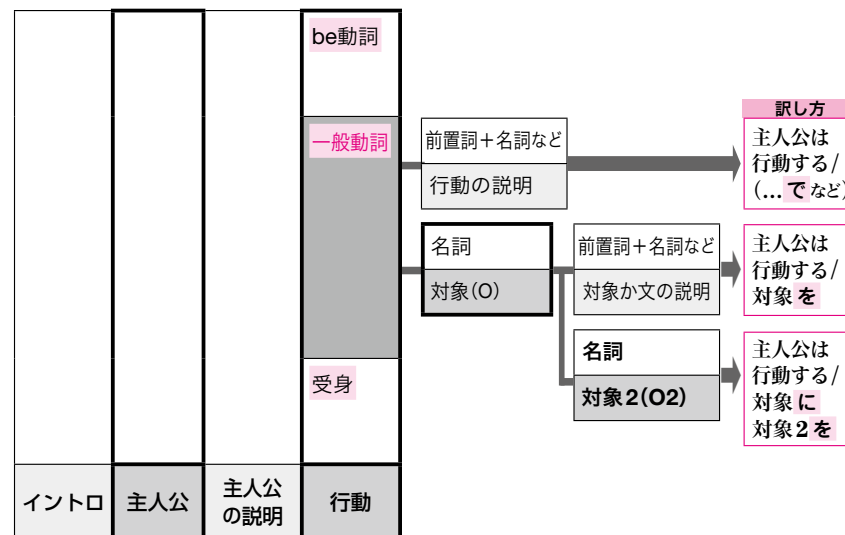 be動詞
一般動詞
受身
イントロ
主人公
主人公
の説明
行動
前置詞＋名詞など
行動の説明
名詞
対象(O)
前置詞＋名詞など
対象か文の説明
名詞
対象2(O2)
訳し方
主人公は
行動する/
(…でなど)
主人公は
行動する/
対象を
主人公は
行動する/
対象に
対象2を